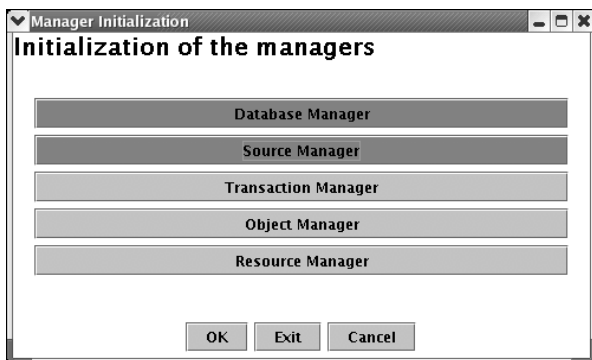 Manager Initialization
Initialization of the managers
Database Manager
Source Manager
Transaction Manager
Object Manager
Resource Manager
OK Exit Cancel